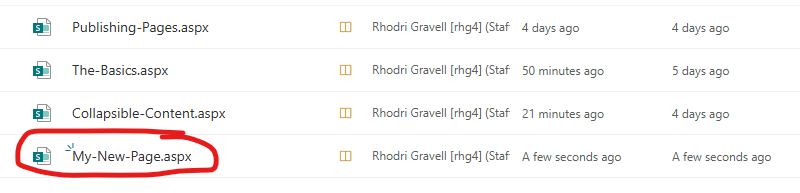 Publishing-Pages.aspx Rhodri Gravell [rhg4] (Staf 4 days ago 4 days ago
The-Basics.aspx Rhodri Gravell [rhg4] (Staf 50 minutes ago 5 days ago
Collapsible-Content.aspx Rhodri Gravell [rhg4] (Staf 21 minutes ago 4 days ago
My-New-Page.aspx Rhodri Gravell [rhg4] (Staf A few seconds ago A few seconds ago